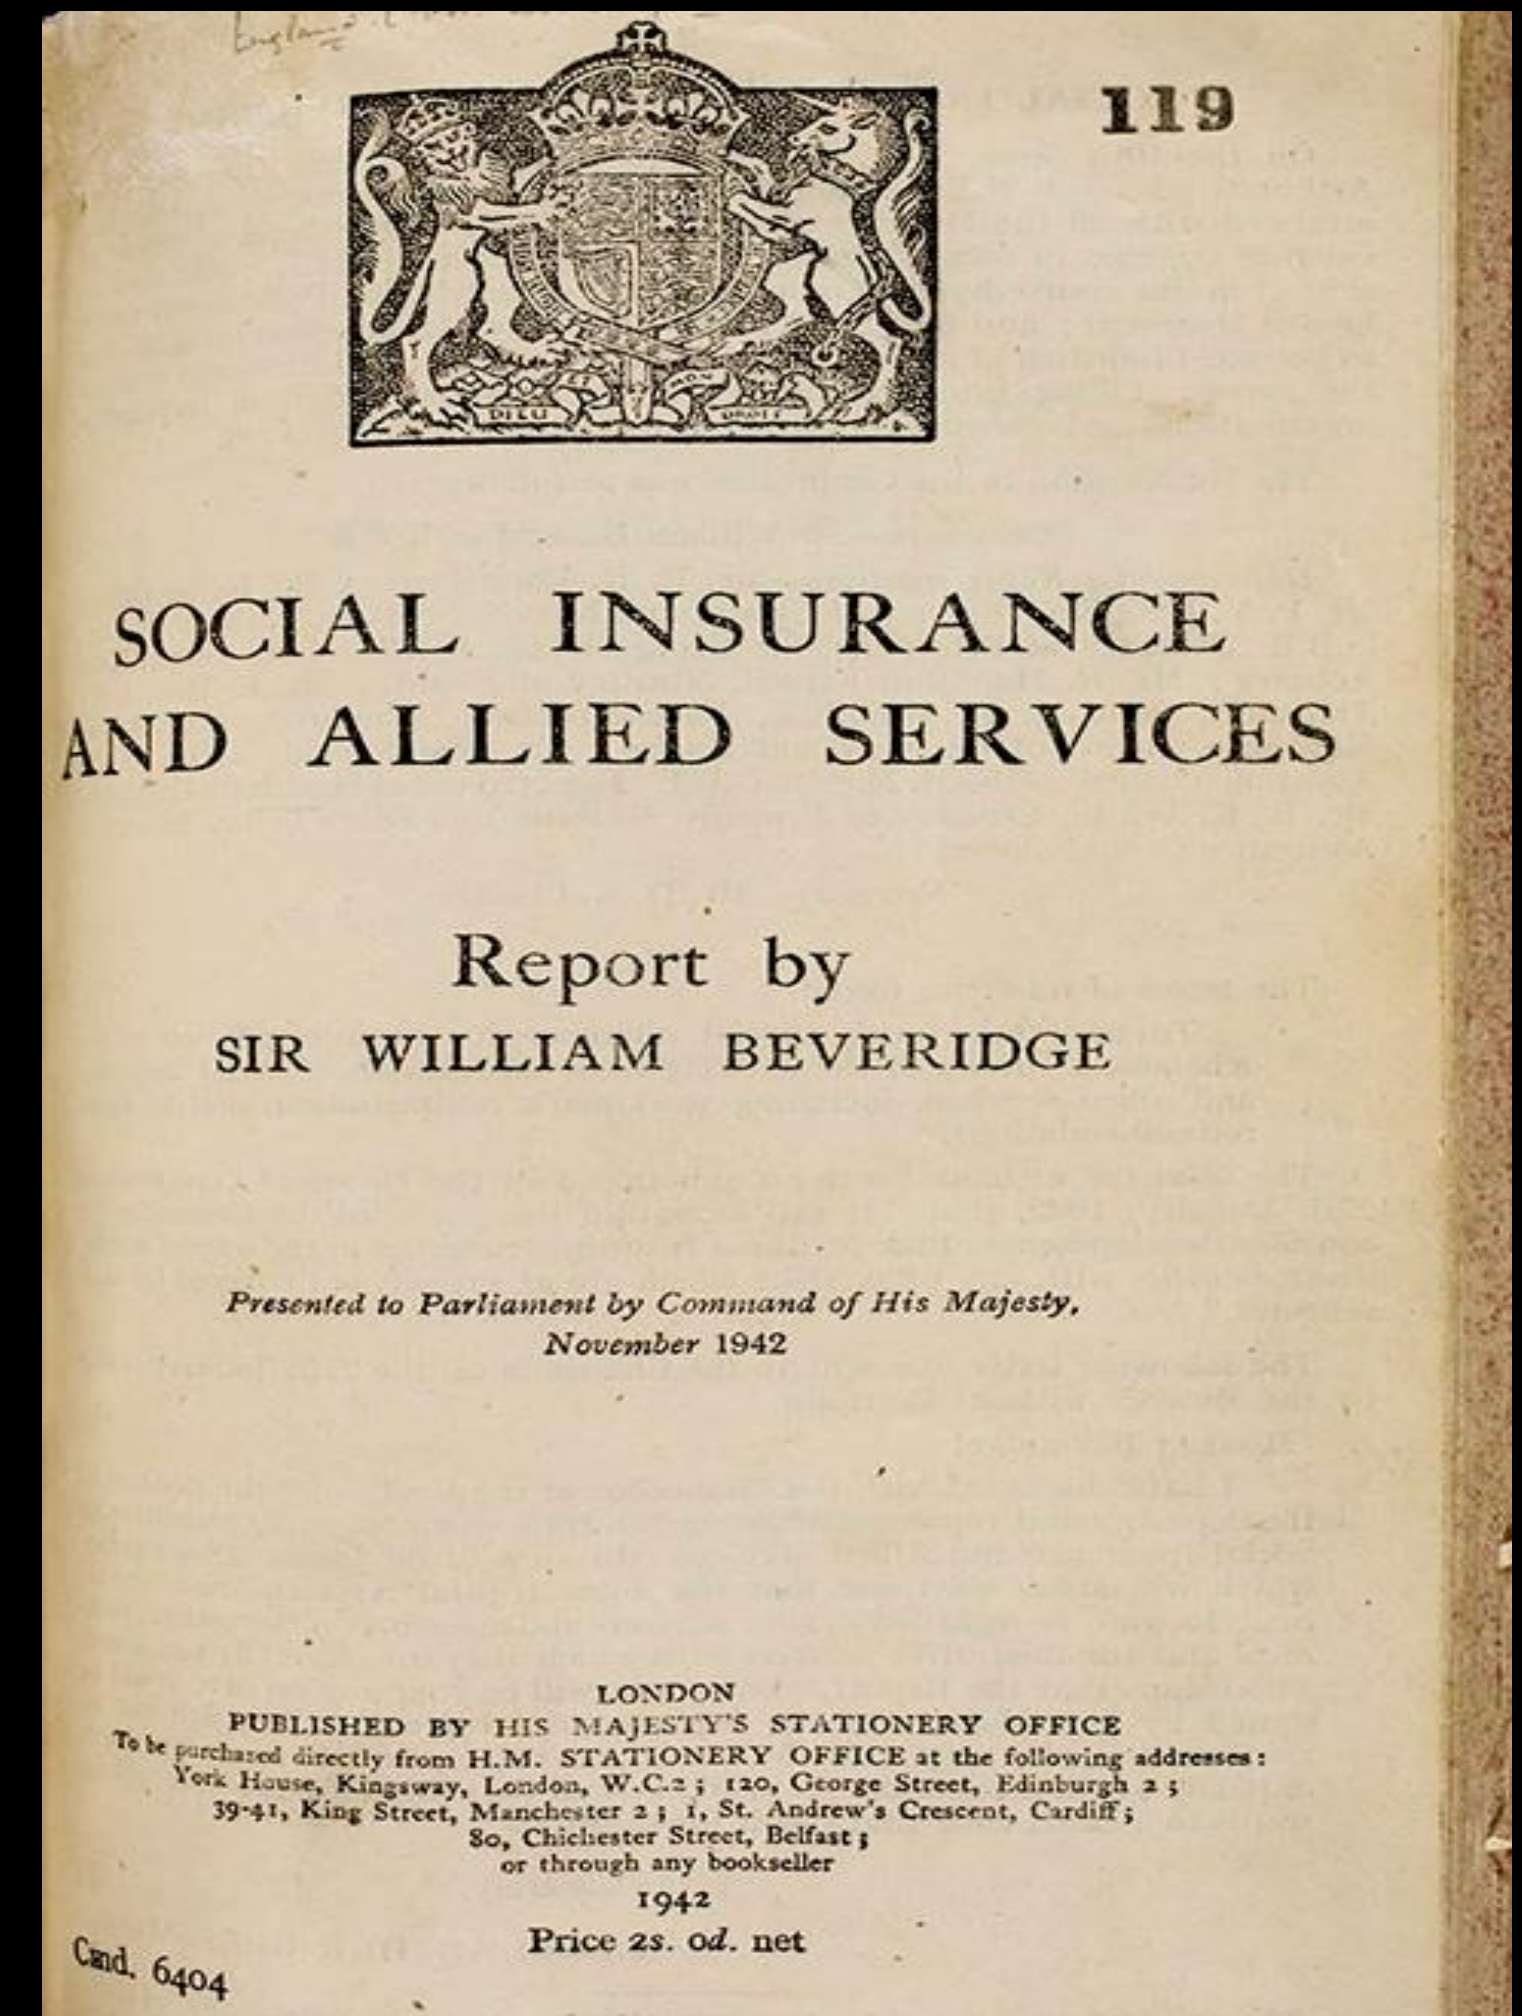 119
DIEU
MON
DROIT
SOCIAL INSURANCE
AND ALLIED SERVICES
Report by
SIR WILLIAM BEVERIDGE
Presented to Parliament by Command of His Majesty,
November 1942
LONDON
PUBLISHED BY HIS MAJESTY'S STATIONERY OFFICE
To be purchased directly from H.M. STATIONERY OFFICE at the following addresses:
York House, Kingsway, London, W.C.2; 120, George Street, Edinburgh 2;
39-41, King Street, Manchester 2; 1, St. Andrew's Crescent, Cardiff;
80, Chichester Street, Belfast;
or through any bookseller
1942
Price 2s. 0d. net
Cmd. 6404